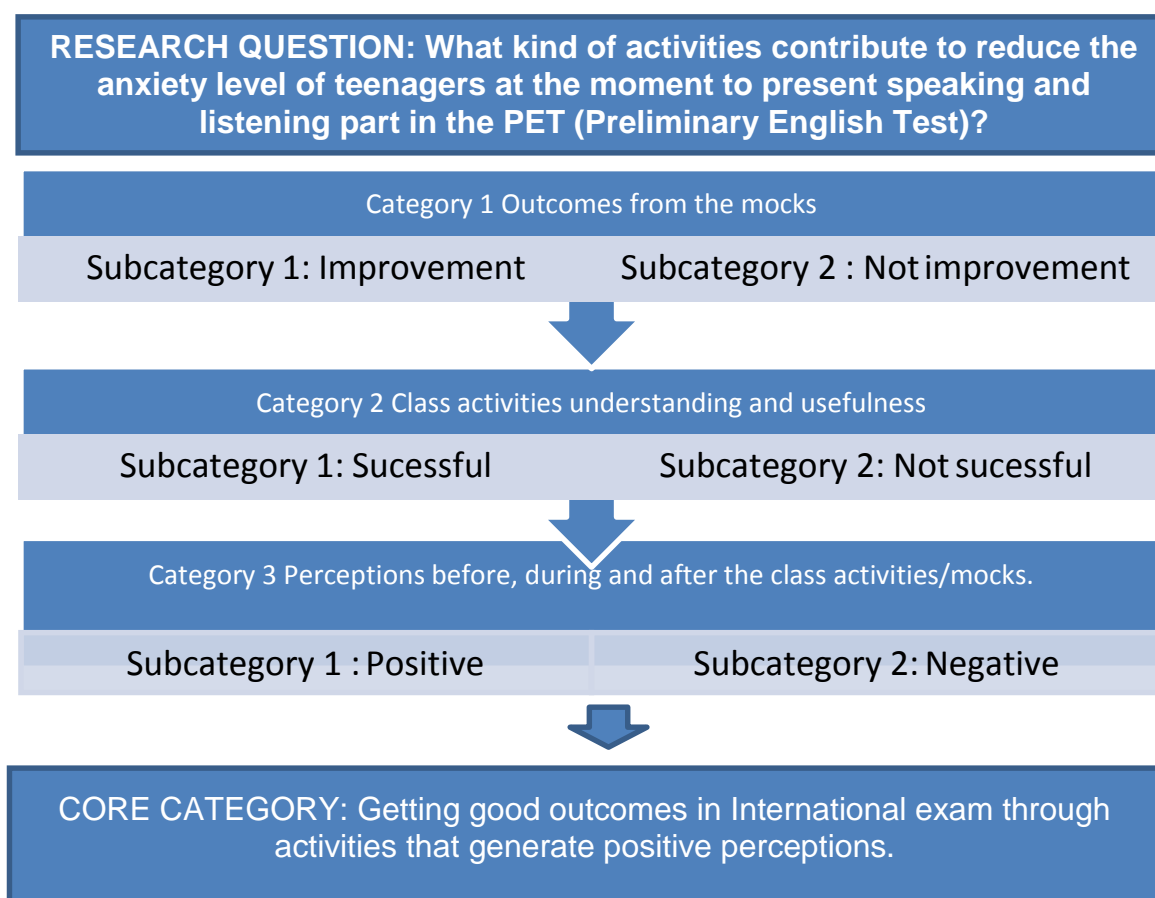 RESEARCH QUESTION: What kind of activities contribute to reduce the
anxiety level of teenagers at the moment to present speaking and
listening part in the PET (Preliminary English Test)?
Category 1 Outcomes from the mocks
Subcategory 1: Improvement Subcategory 2 : Not improvement
Category 2 Class activities understanding and usefulness
Subcategory 1: Sucessful Subcategory 2: Not sucessful
Category 3 Perceptions before, during and after the class activities/mocks.
Subcategory 1 : Positive Subcategory 2: Negative
CORE CATEGORY: Getting good outcomes in International exam through
activities that generate positive perceptions.